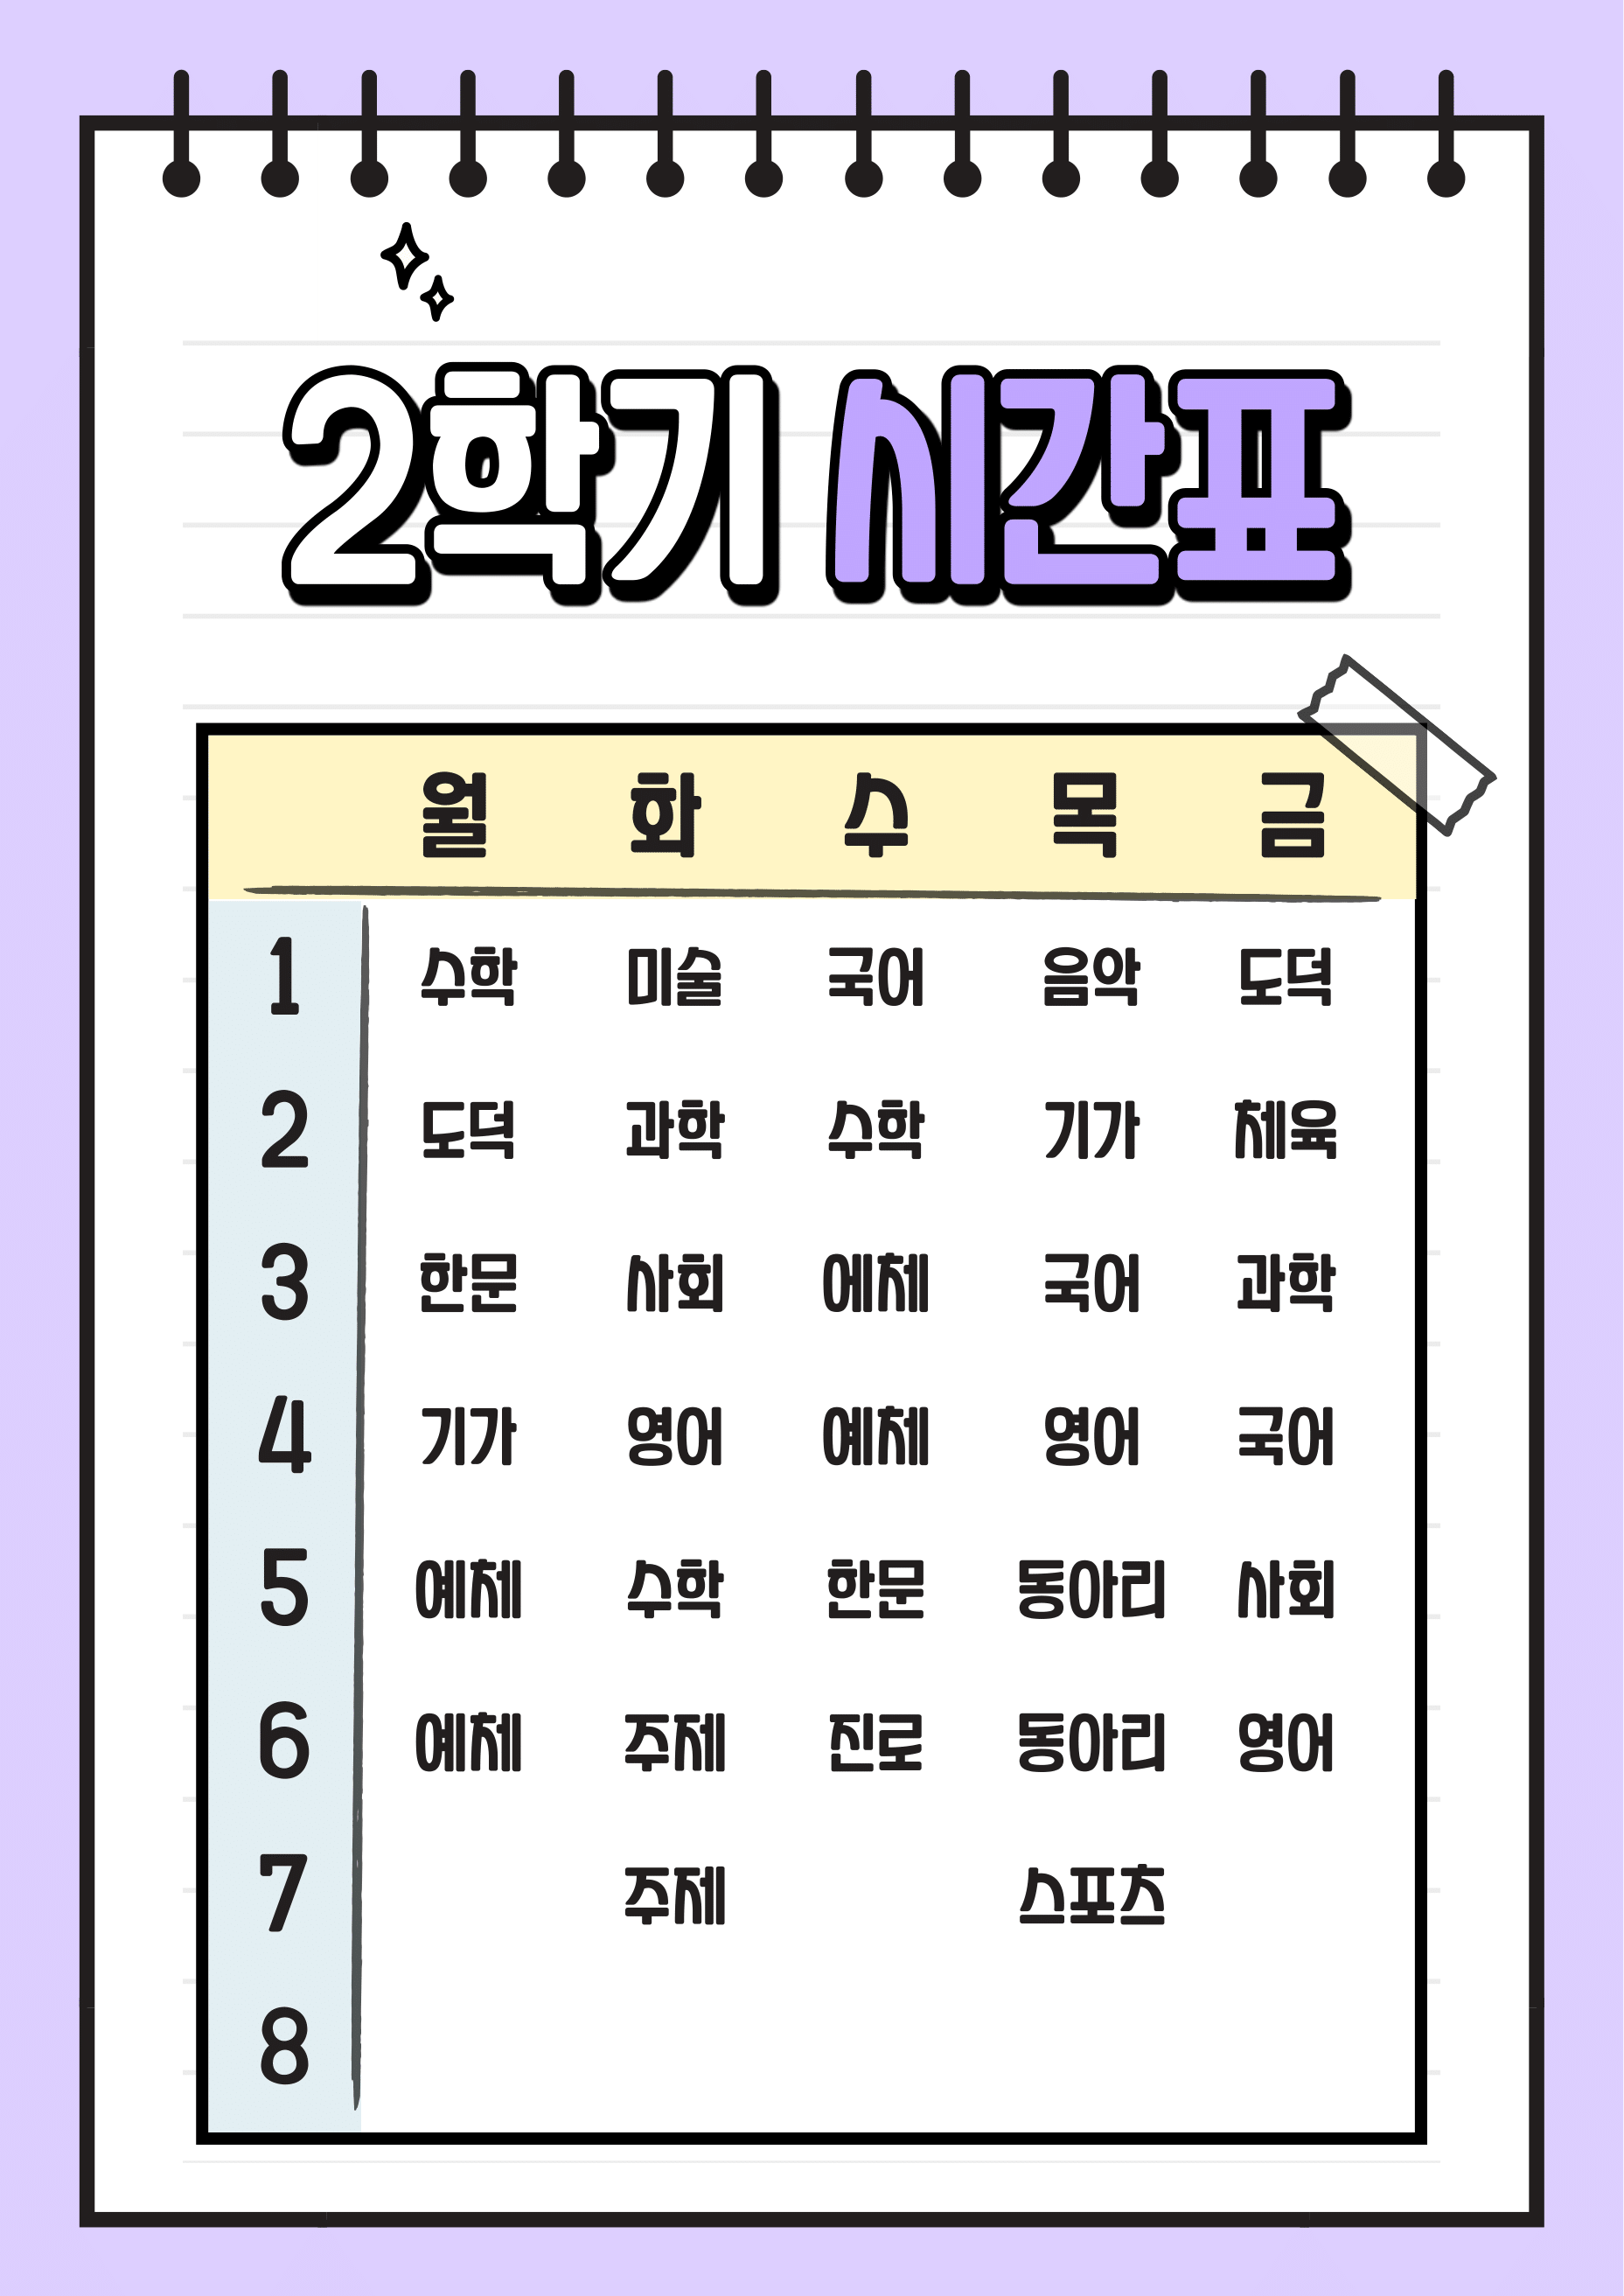 2학기 시간표
월 화 수 목 금
1 수학 미술 국어 음악 도덕
2 도덕 과학 수학 기가 체육
3 한문 사회 예체 국어 과학
4 기가 영어 예체 영어 국어
5 예체 수학 한문 동아리 사회
6 예체 주제 진로 동아리 영어
7 주제 스포츠
8